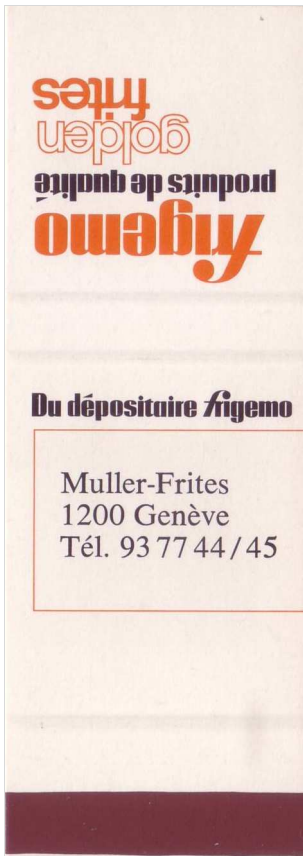 frigemo
produits de qualité
golden
frites
Du dépositaire frigemo
Muller-Frites
1200 Genève
Tél. 93 77 44/45